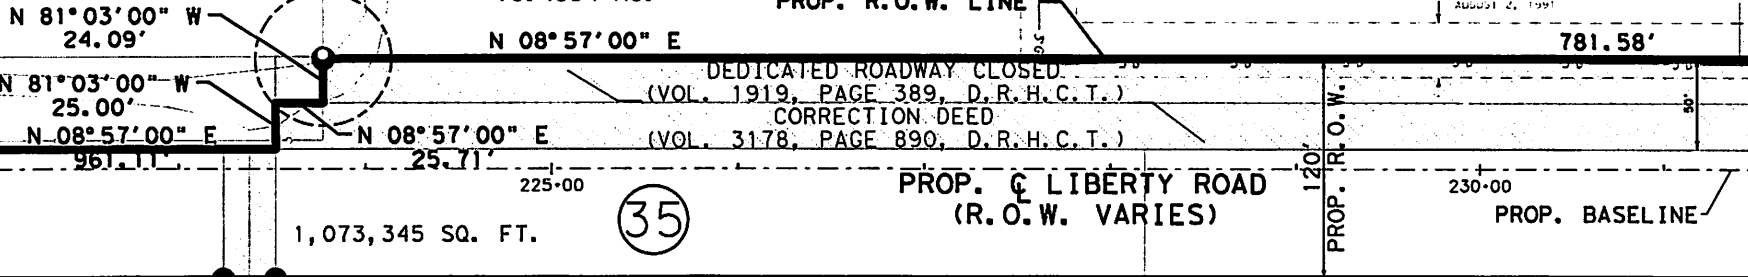 N 81°03'00" W
24.09'
PROP. R.O.W. LINE
AUGUST 2, 1991
N 08°57'00" E
781.58'
N 81°03'00" W
25.00'
DEDICATED ROADWAY CLOSED
(VOL. 1919, PAGE 389, D.R.H.C.T.)
CORRECTION DEED
(VOL. 3178, PAGE 890, D.R.H.C.T.)
50'
N 08°57'00" E
961.11'
N 08°57'00" E
25.71'
225+00
PROP. ℄ LIBERTY ROAD
(R.O.W. VARIES)
120'
PROP. R.O.W.
230+00
PROP. BASELINE
35
1,073,345 SQ. FT.